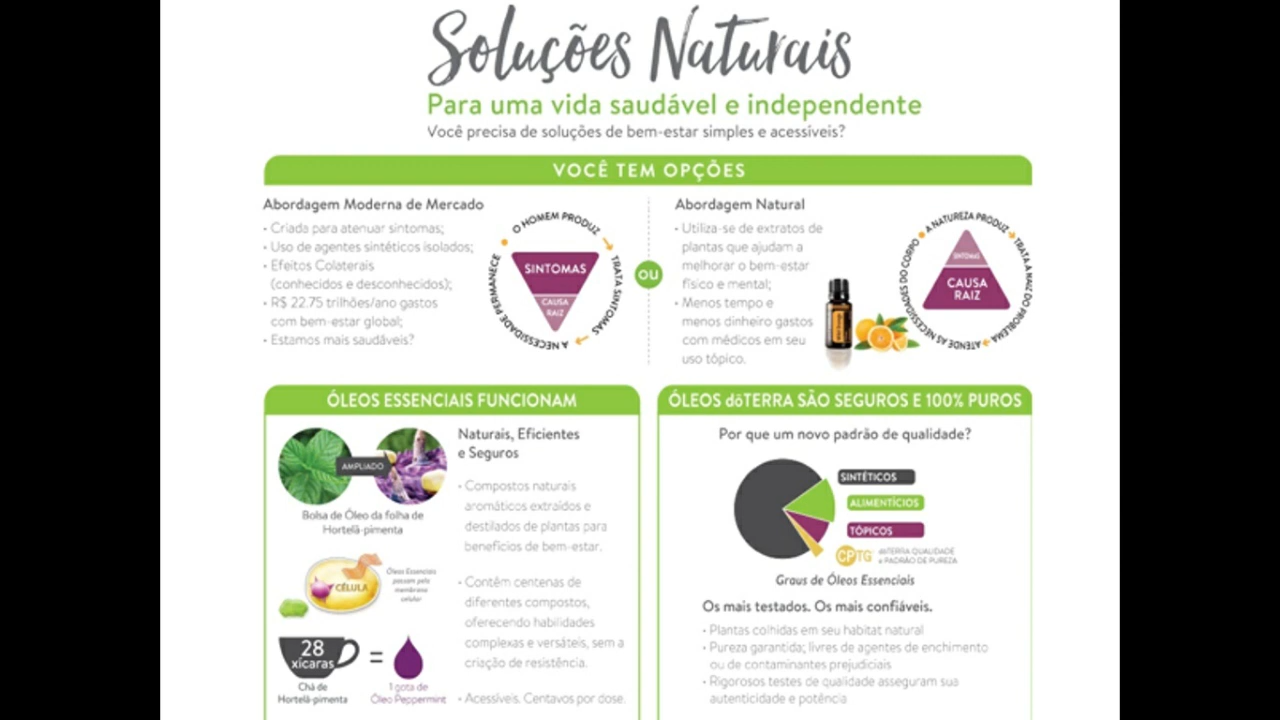 Soluções Naturais
Para uma vida saudável e independente
Você precisa de soluções de bem-estar simples e acessíveis?
VOCÊ TEM OPÇÕES
Abordagem Moderna de Mercado
• Criada para atenuar sintomas;
• Uso de agentes sintéticos isolados;
• Efeitos Colaterais
(conhecidos e desconhecidos);
• R$ 22.75 trilhões/ano gastos
com bem-estar global;
• Estamos mais saudáveis?
O HOMEM PRODUZ
TRATA SINTOMAS
A NECESSIDADE PERMANECE
SINTOMAS
CAUSA
RAIZ
OU
Abordagem Natural
• Utiliza-se de extratos de
plantas que ajudam a
melhorar o bem-estar
físico e mental;
• Menos tempo e
menos dinheiro gastos
com médicos em seu
uso tópico.
A NATUREZA PRODUZ
TRATA A RAIZ DO PROBLEMA
ATENDE AS NECESSIDADES DO CORPO
SINTOMAS
CAUSA
RAIZ
ÓLEOS ESSENCIAIS FUNCIONAM
AMPLIADO
Bolsa de Óleo da folha de
Hortelã-pimenta
CÉLULA
Óleos Essenciais
passam pela
membrana
celular
28
xícaras
=
Chá de
Hortelã-pimenta
1 gota de
Óleo Peppermint
Naturais, Eficientes
e Seguros
• Compostos naturais
aromáticos extraídos e
destilados de plantas para
benefícios de bem-estar.
• Contêm centenas de
diferentes compostos,
oferecendo habilidades
complexas e versáteis, sem a
criação de resistência.
• Acessíveis. Centavos por dose.
ÓLEOS dōTERRA SÃO SEGUROS E 100% PUROS
Por que um novo padrão de qualidade?
SINTÉTICOS
ALIMENTÍCIOS
TÓPICOS
CPTG
dōTERRA QUALIDADE
e PADRÃO DE PUREZA
Graus de Óleos Essenciais
Os mais testados. Os mais confiáveis.
• Plantas colhidas em seu habitat natural
• Pureza garantida; livres de agentes de enchimento
ou de contaminantes prejudiciais
• Rigorosos testes de qualidade asseguram sua
autenticidade e potência